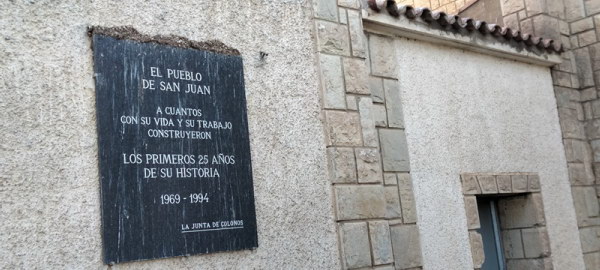 EL PUEBLO
DE SAN JUAN
A CUANTOS
CON SU VIDA Y SU TRABAJO
CONSTRUYERON
LOS PRIMEROS 25 AÑOS
DE SU HISTORIA
1969 - 1994
LA JUNTA DE COLONOS